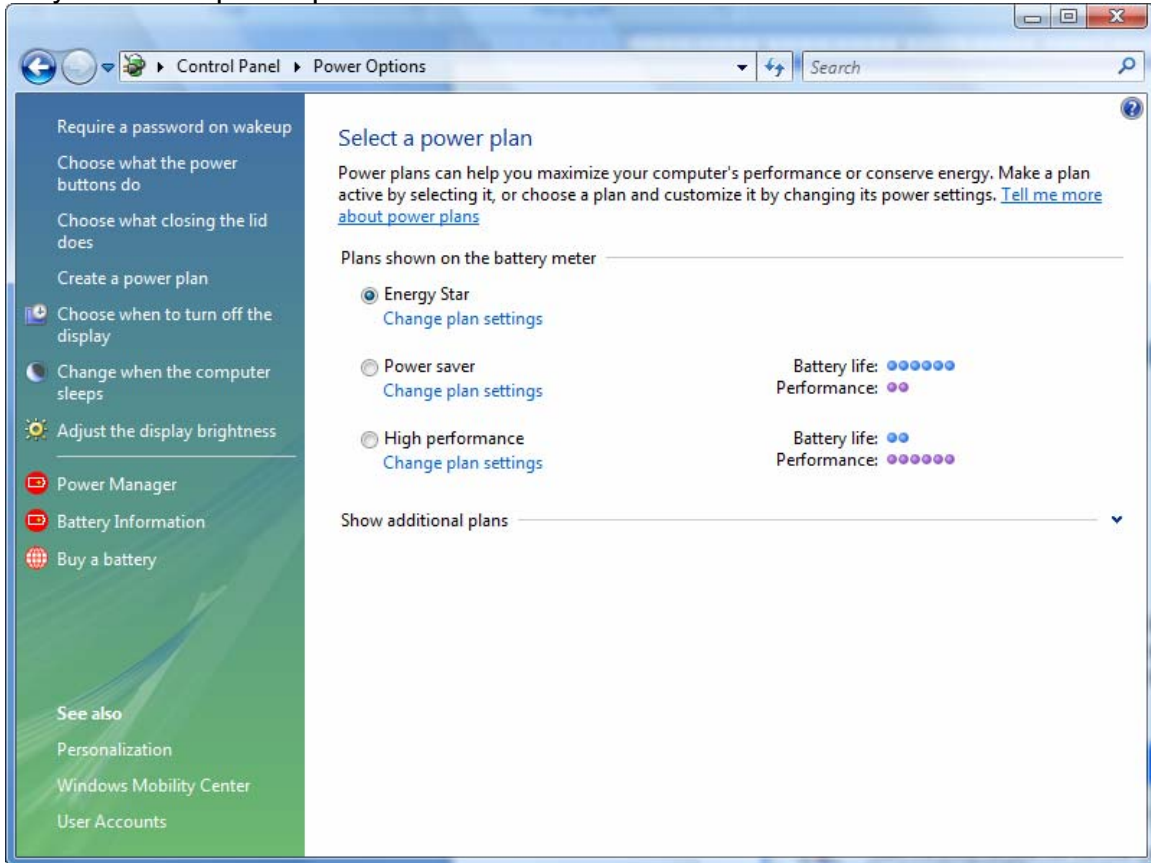 Control Panel
Power Options
Search
Require a password on wakeup
Choose what the power
buttons do
Choose what closing the lid
does
Create a power plan
Choose when to turn off the
display
Change when the computer
sleeps
Adjust the display brightness
Power Manager
Battery Information
Buy a battery
See also
Personalization
Windows Mobility Center
User Accounts
Select a power plan
Power plans can help you maximize your computer's performance or conserve energy. Make a plan
active by selecting it, or choose a plan and customize it by changing its power settings. Tell me more
about power plans
Plans shown on the battery meter
Energy Star
Change plan settings
Power saver
Battery life:
Change plan settings
Performance:
High performance
Battery life:
Change plan settings
Performance:
Show additional plans